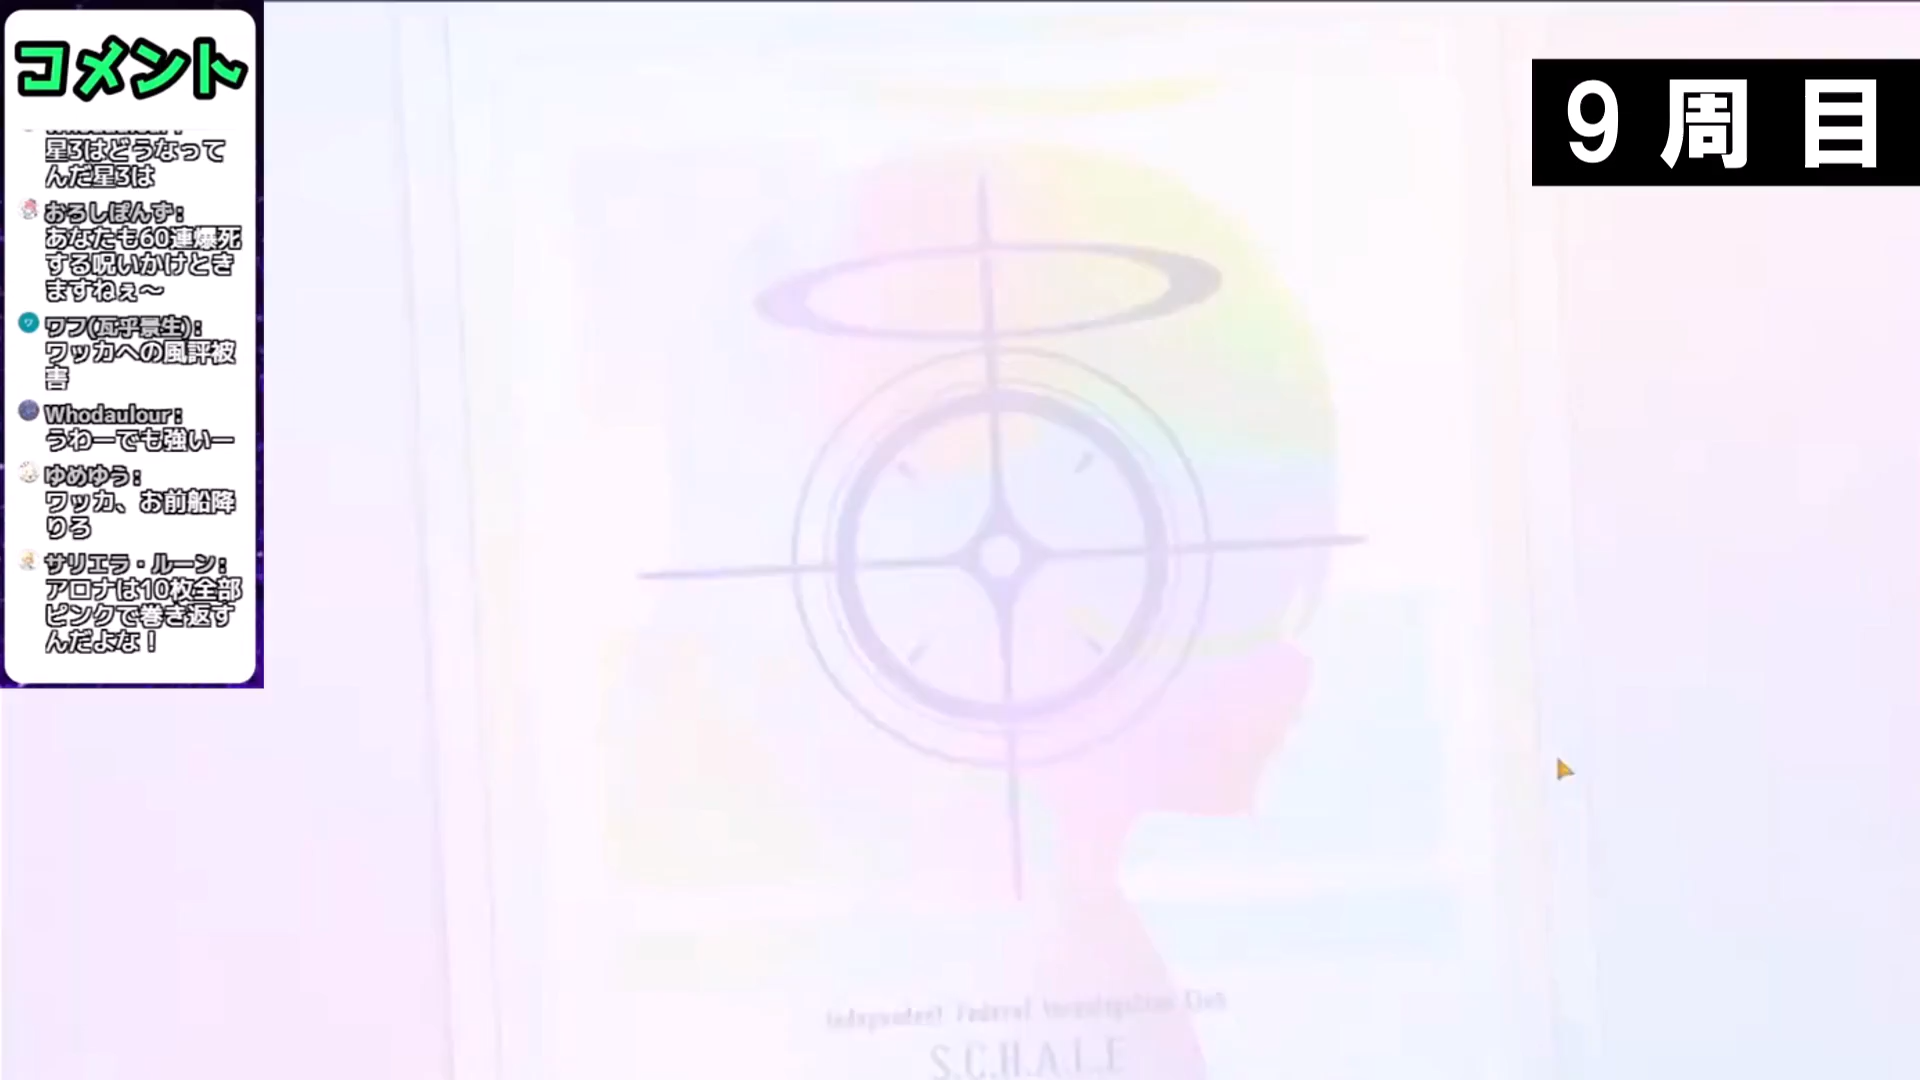 コメント
星3はどうなって
んだ星3は
おろしぽんず:
あなたも60連爆死
する呪いかけとき
ますねぇ～
ワフ(瓦乎景生):
ワッカへの風評被
害
Whodaulour:
うわーでも強いー
ゆめゆう:
ワッカ、お前船降
りろ
サリエラ・ルーン:
アロナは10枚全部
ピンクで巻き返す
んだよな！
9周目
Independent Federal Investigation Club
S.C.H.A.L.E